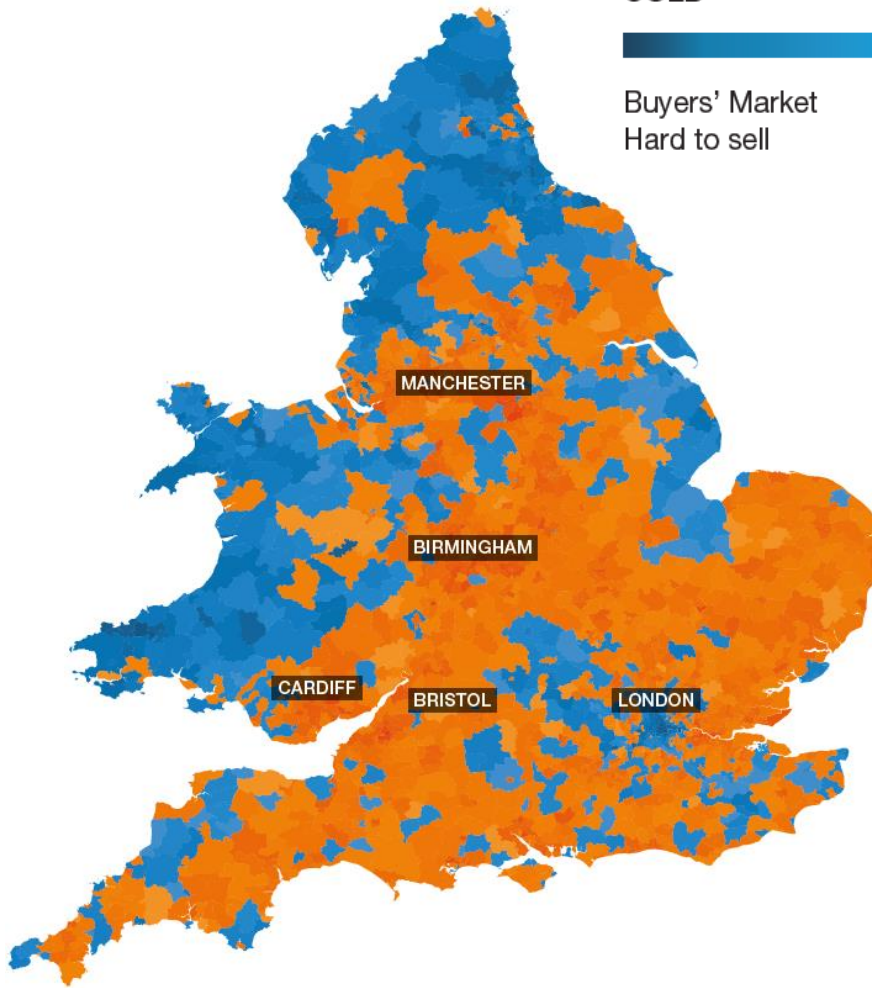 Buyers' Market
Hard to sell
MANCHESTER
BIRMINGHAM
CARDIFF
BRISTOL
LONDON